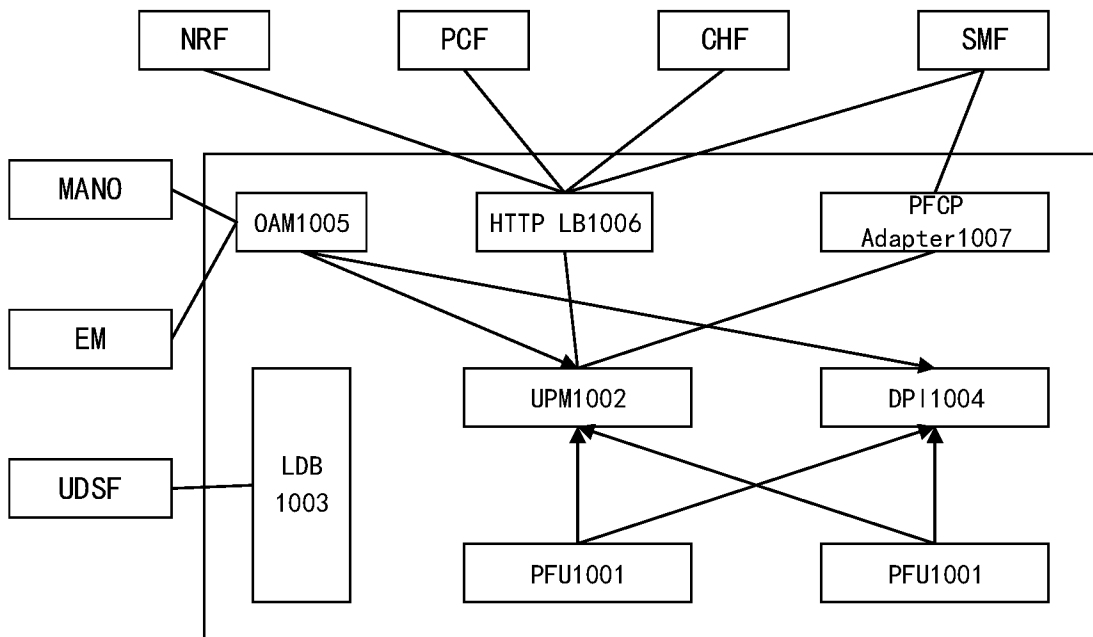 NRF
PCF
CHF
SMF
MANO
OAM1005
HTTP LB1006
PFCP
Adapter1007
EM
UPM1002
DPI1004
UDSF
LDB
1003
PFU1001
PFU1001